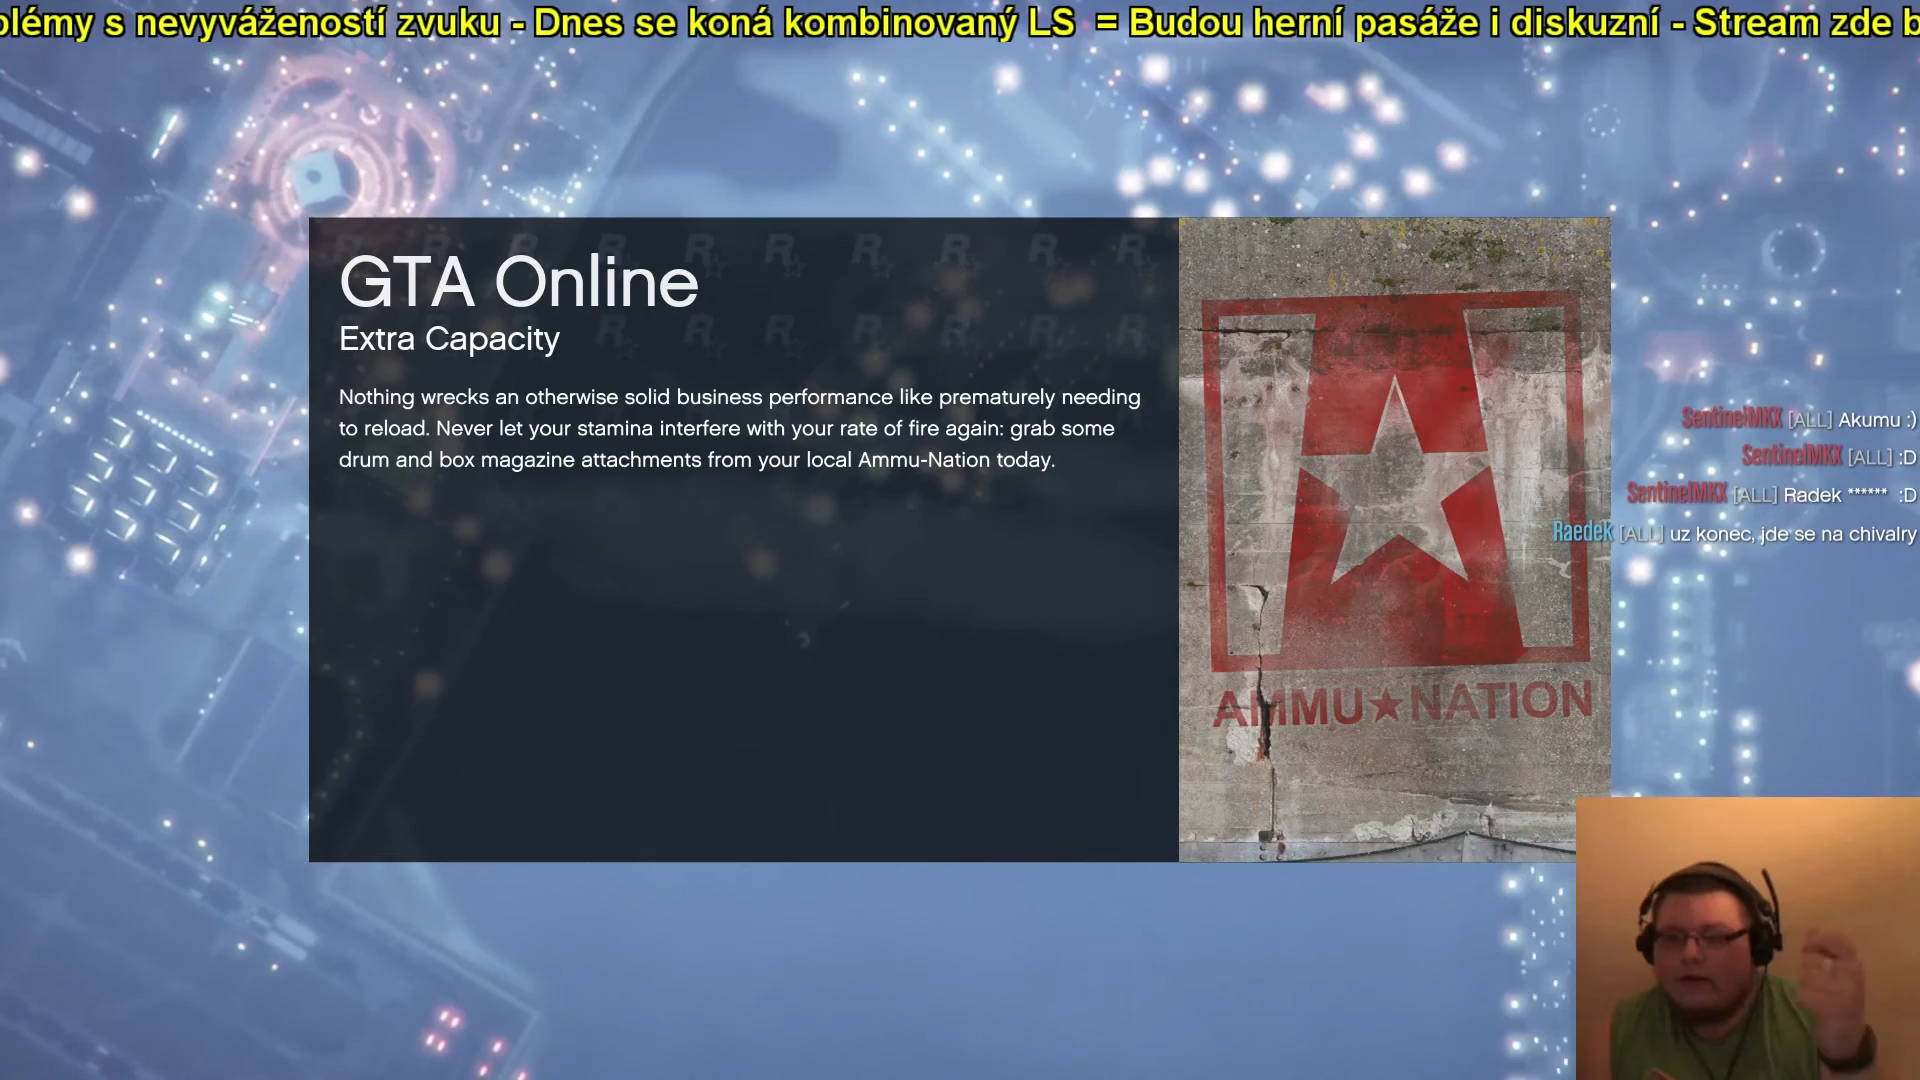 blémy s nevyvážeností zvuku - Dnes se koná kombinovaný LS = Budou herní pasáže i diskuzní - Stream zde b
GTA Online
Extra Capacity
Nothing wrecks an otherwise solid business performance like prematurely needing
to reload. Never let your stamina interfere with your rate of fire again: grab some
drum and box magazine attachments from your local Ammu-Nation today.
AMMU★NATION
SentinelMKX [ALL] Akumu :)
SentinelMKX [ALL] :D
SentinelMKX [ALL] Radek ****** :D
RaedeK [ALL] uz konec, jde se na chivalry